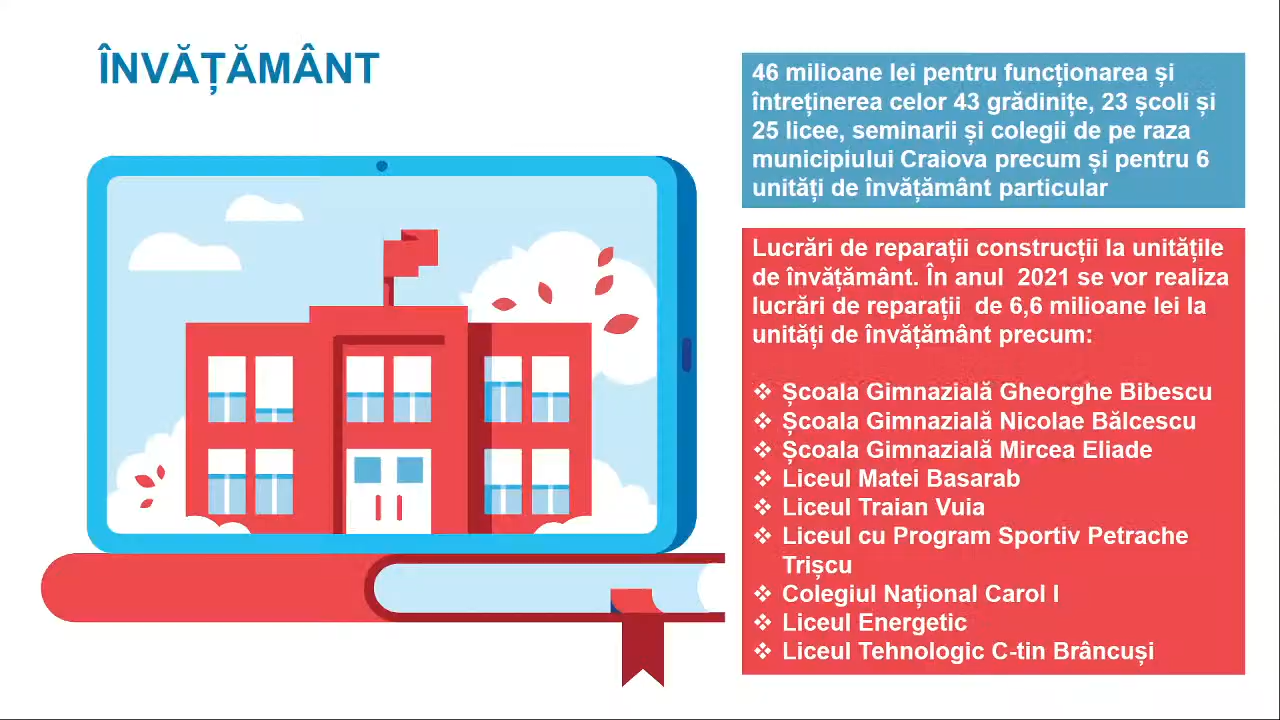 ÎNVĂȚĂMÂNT
46 milioane lei pentru funcționarea și
întreținerea celor 43 grădinițe, 23 școli și
25 licee, seminarii și colegii de pe raza
municipiului Craiova precum și pentru 6
unități de învățământ particular
Lucrări de reparații construcții la unitățile
de învățământ. În anul  2021 se vor realiza
lucrări de reparații  de 6,6 milioane lei la
unități de învățământ precum:
❖ Școala Gimnazială Gheorghe Bibescu
❖ Școala Gimnazială Nicolae Bălcescu
❖ Școala Gimnazială Mircea Eliade
❖ Liceul Matei Basarab
❖ Liceul Traian Vuia
❖ Liceul cu Program Sportiv Petrache
Trișcu
❖ Colegiul Național Carol I
❖ Liceul Energetic
❖ Liceul Tehnologic C-tin Brâncuși